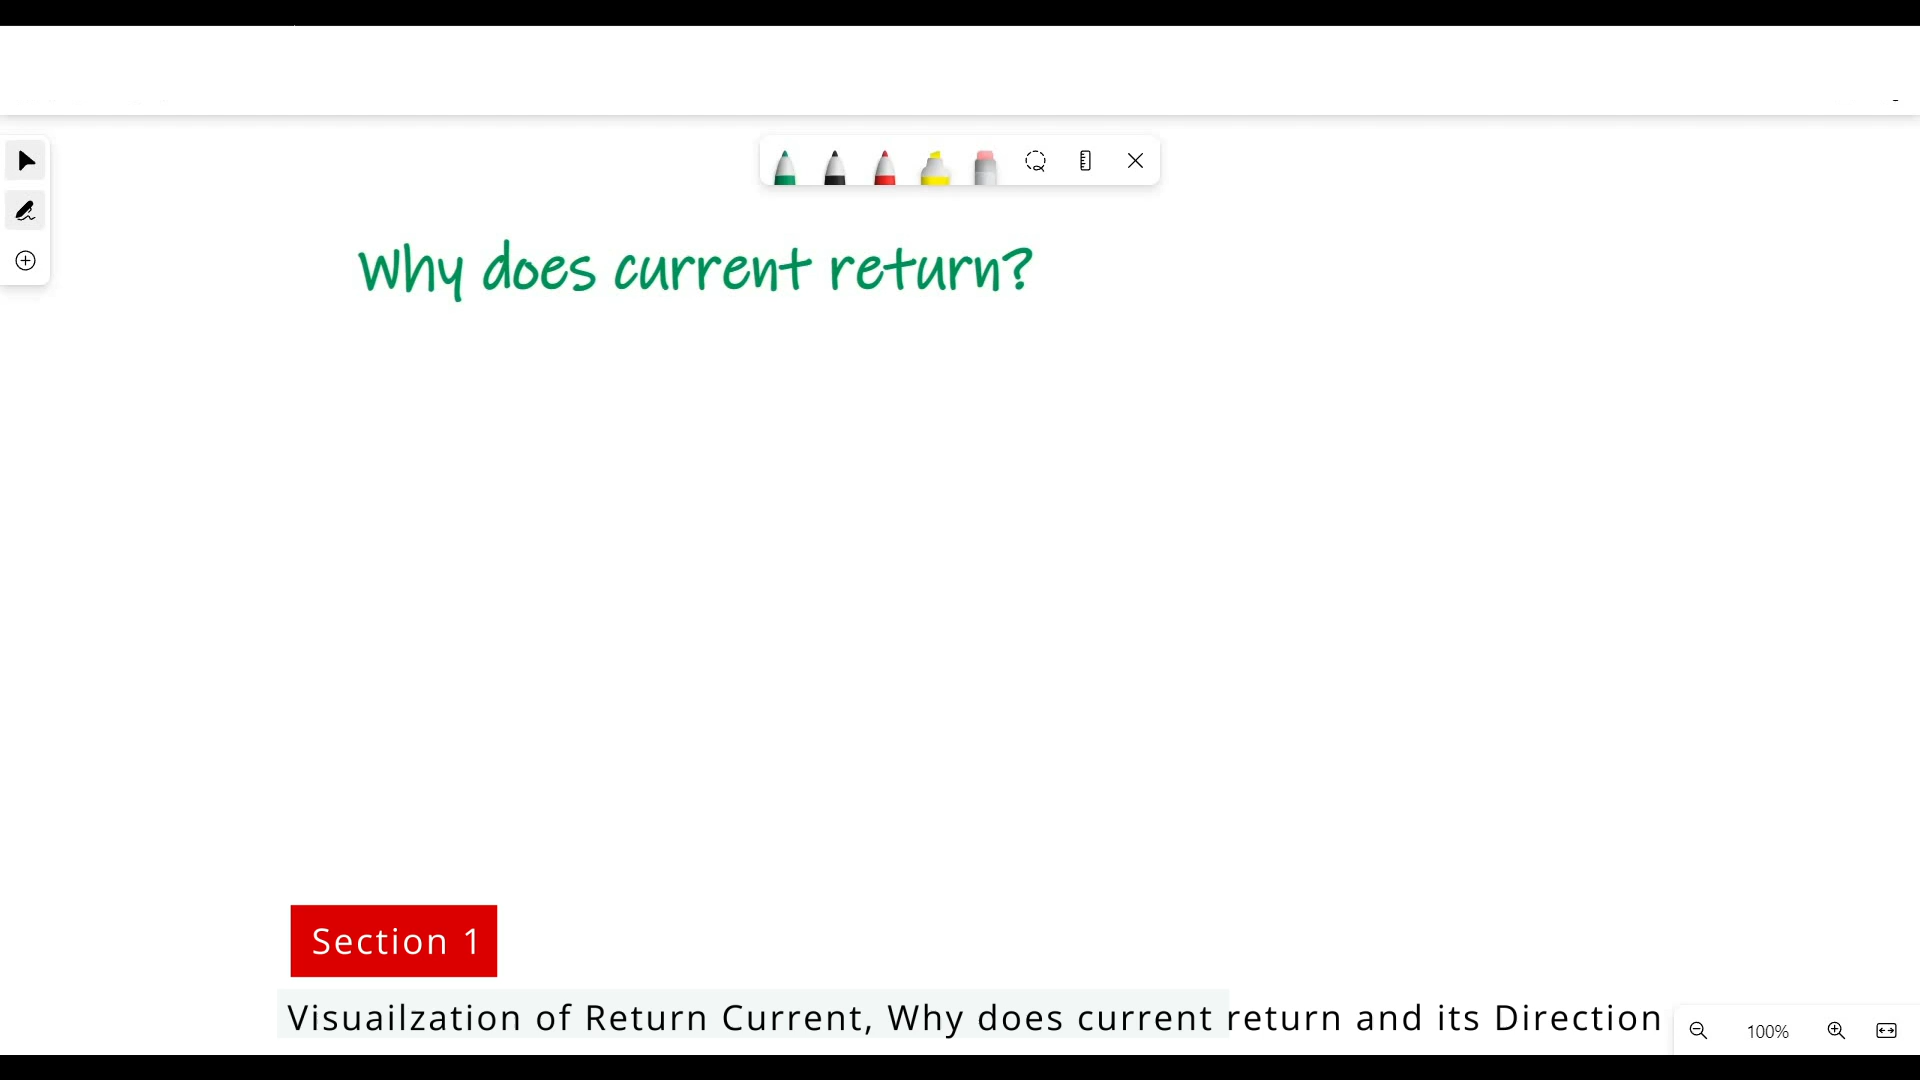 Why does current return?
Section 1
Visuailzation of Return Current, Why does current return and its Direction
100%